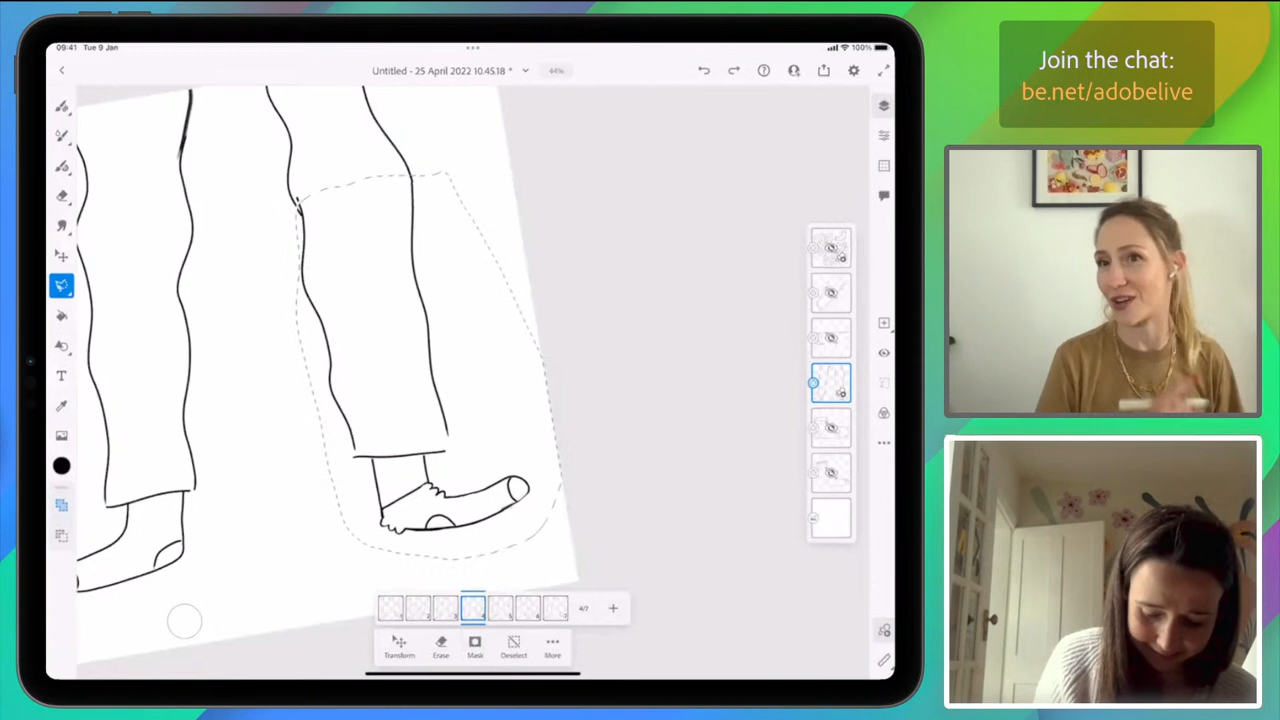 09:41 Tue 9 Jan
100%
Untitled - 25 April 2022 10.45.18 *
44%
T
4/7
Transform
Erase
Mask
Deselect
More
Join the chat:
be.net/adobelive